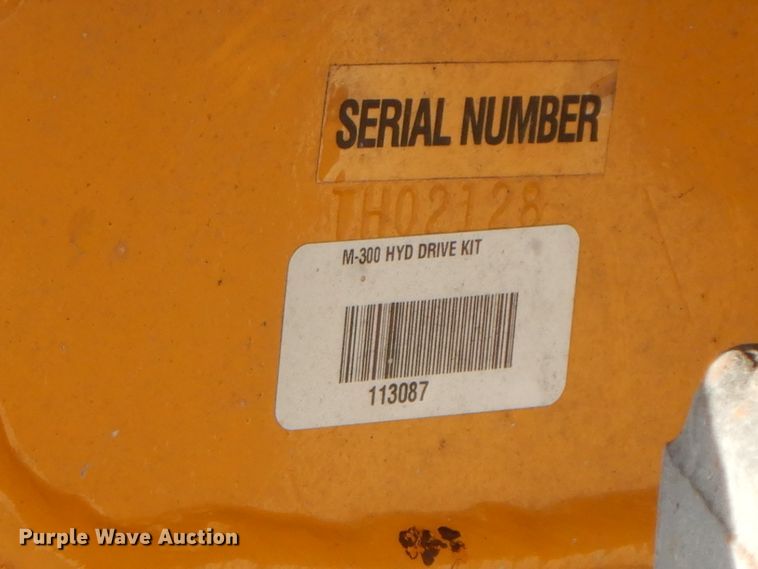 SERIAL NUMBER
TH02128
M-300 HYD DRIVE KIT
113087
Purple Wave Auction